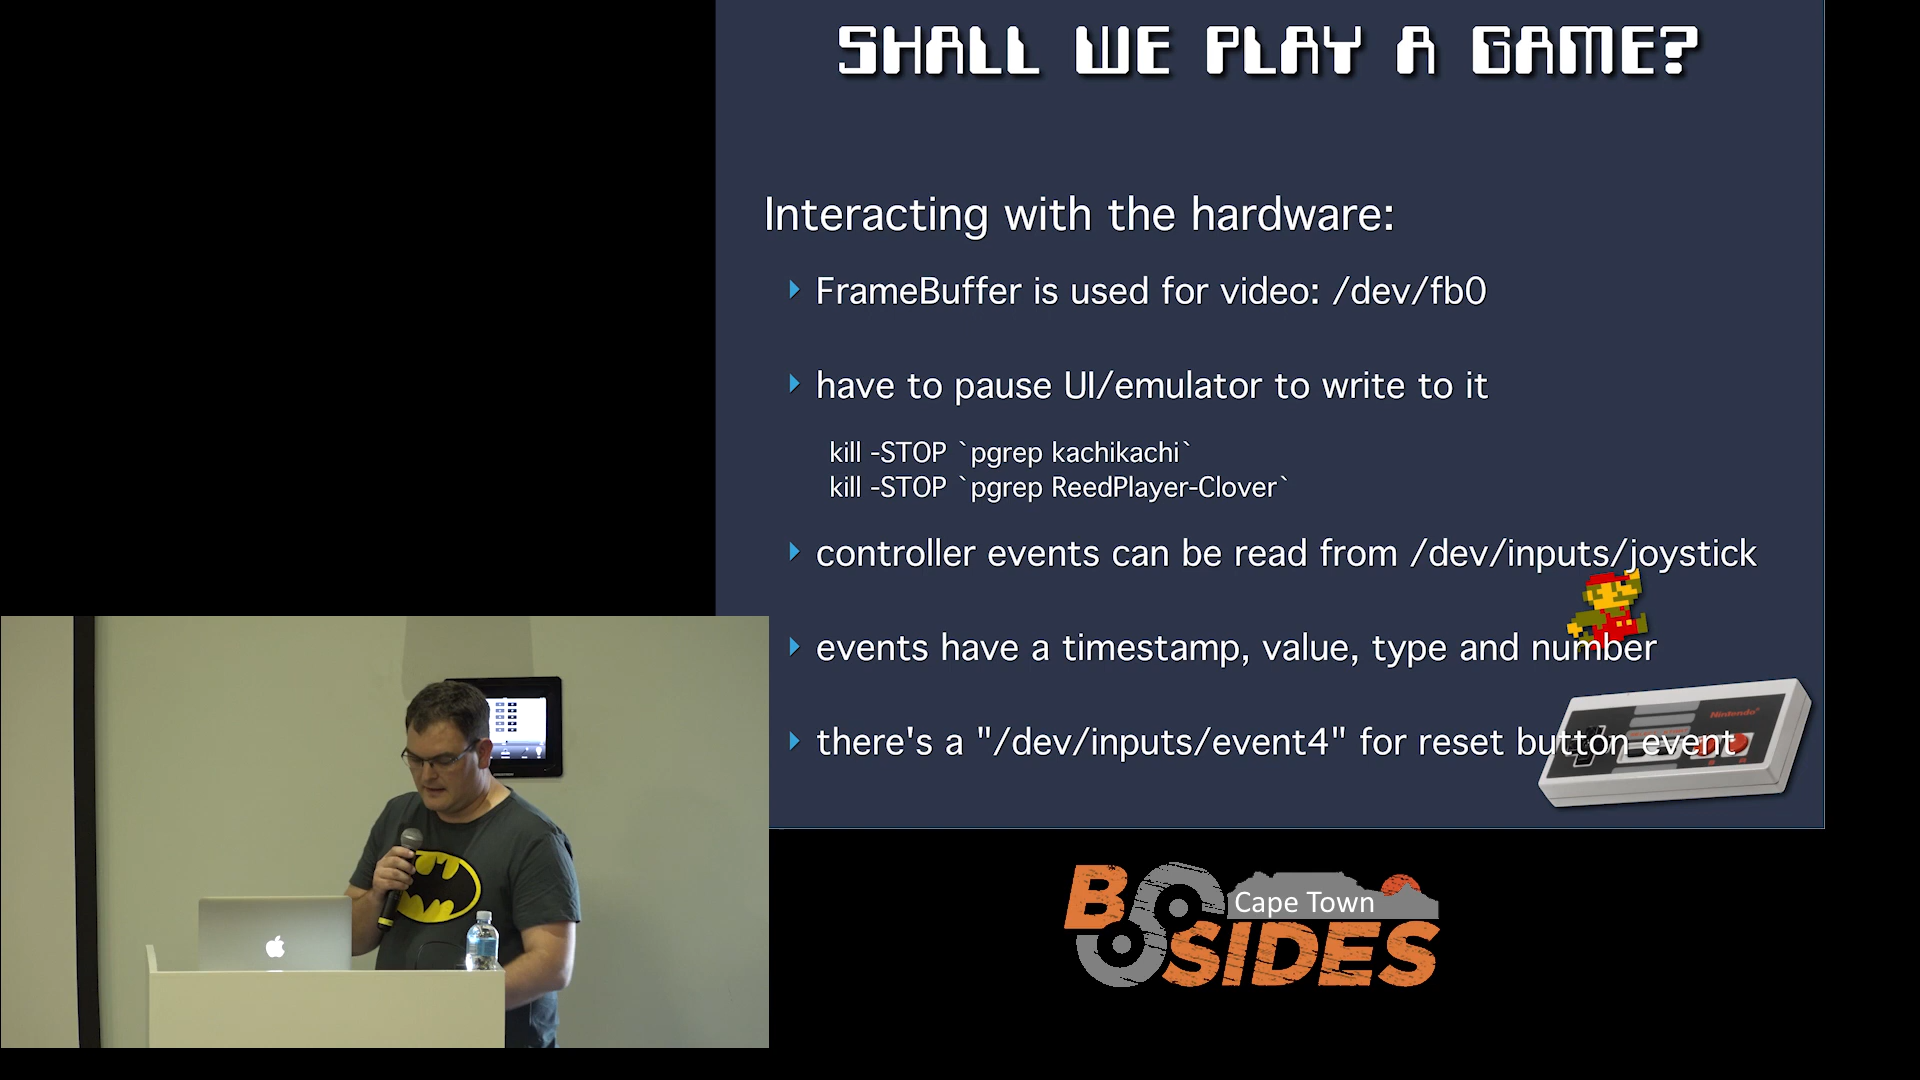 SHALL WE PLAY A GAME?
Interacting with the hardware:
FrameBuffer is used for video: /dev/fb0
have to pause UI/emulator to write to it
kill -STOP `pgrep kachikachi`
kill -STOP `pgrep ReedPlayer-Clover`
controller events can be read from /dev/inputs/joystick
events have a timestamp, value, type and number
there's a "/dev/inputs/event4" for reset button event
Nintendo
B A
Cape Town
BSIDES